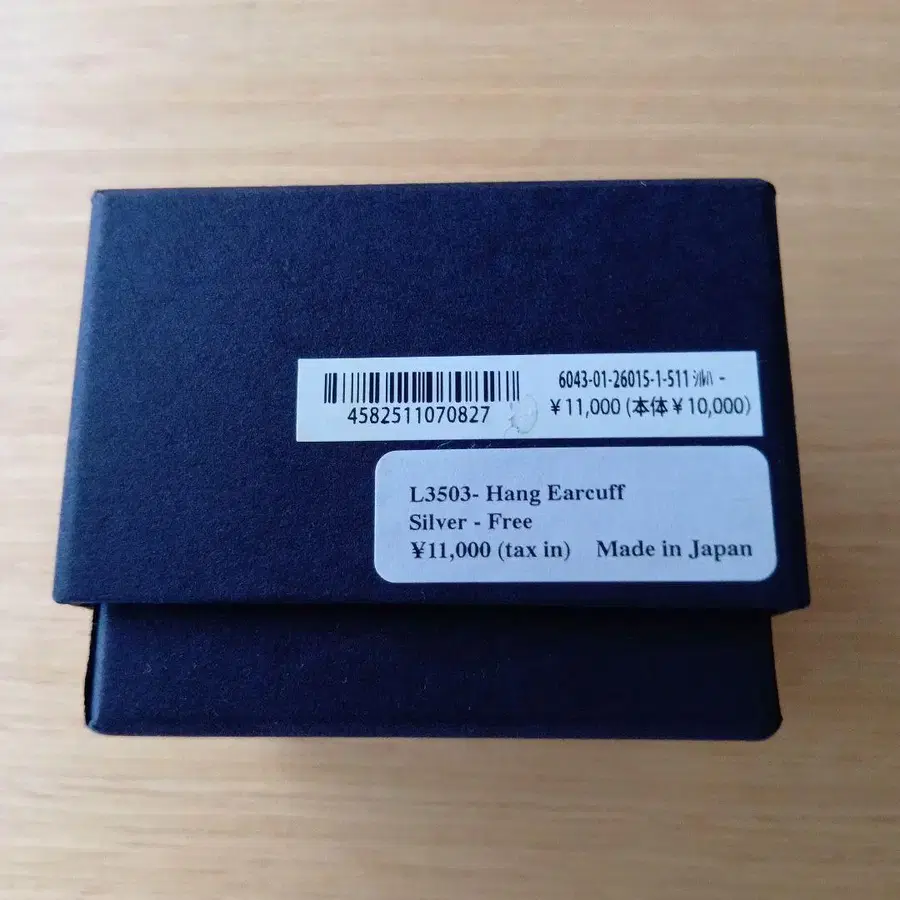 4582511070827
6043-01-26015-1-511 ｼﾙﾊﾞｰ
￥11,000 (本体￥10,000)
L3503- Hang Earcuff
Silver - Free
¥11,000 (tax in) Made in Japan